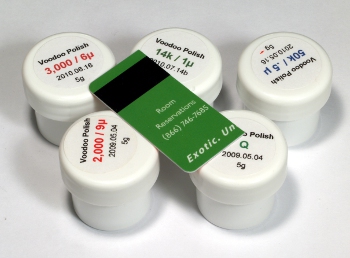 Voodoo Polish
3,000 / 6µ
2010.08.16
5g
Voodoo Polish
14k / 1µ
2010.07.14b
Voodoo Polish
50k / .5µ
2010.05.16
5g
Voodoo Polish
2,000 / 9µ
2009.05.04
5g
Room
Reservations
(866) 746-7685
Exotic. Un
Polish
Q
2009.05.04
5g